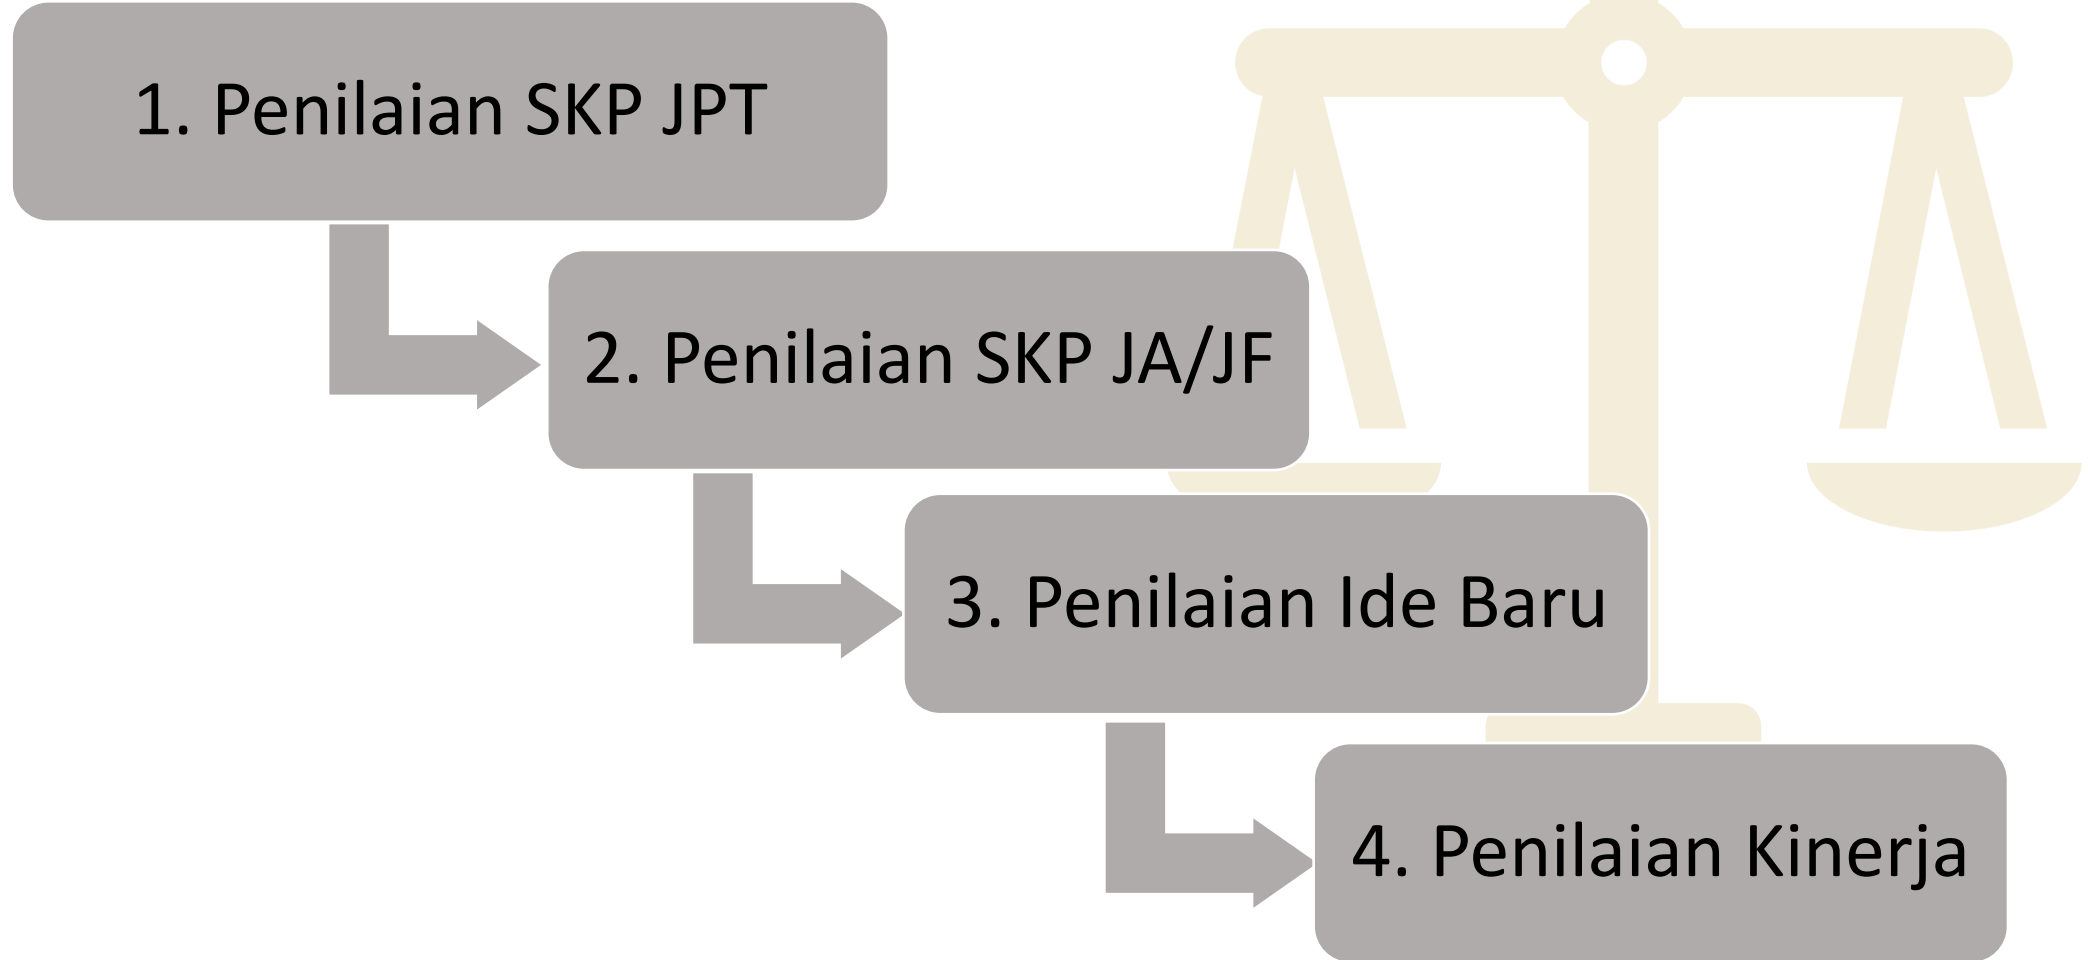 1. Penilaian SKP JPT
2. Penilaian SKP JA/JF
3. Penilaian Ide Baru
4. Penilaian Kinerja